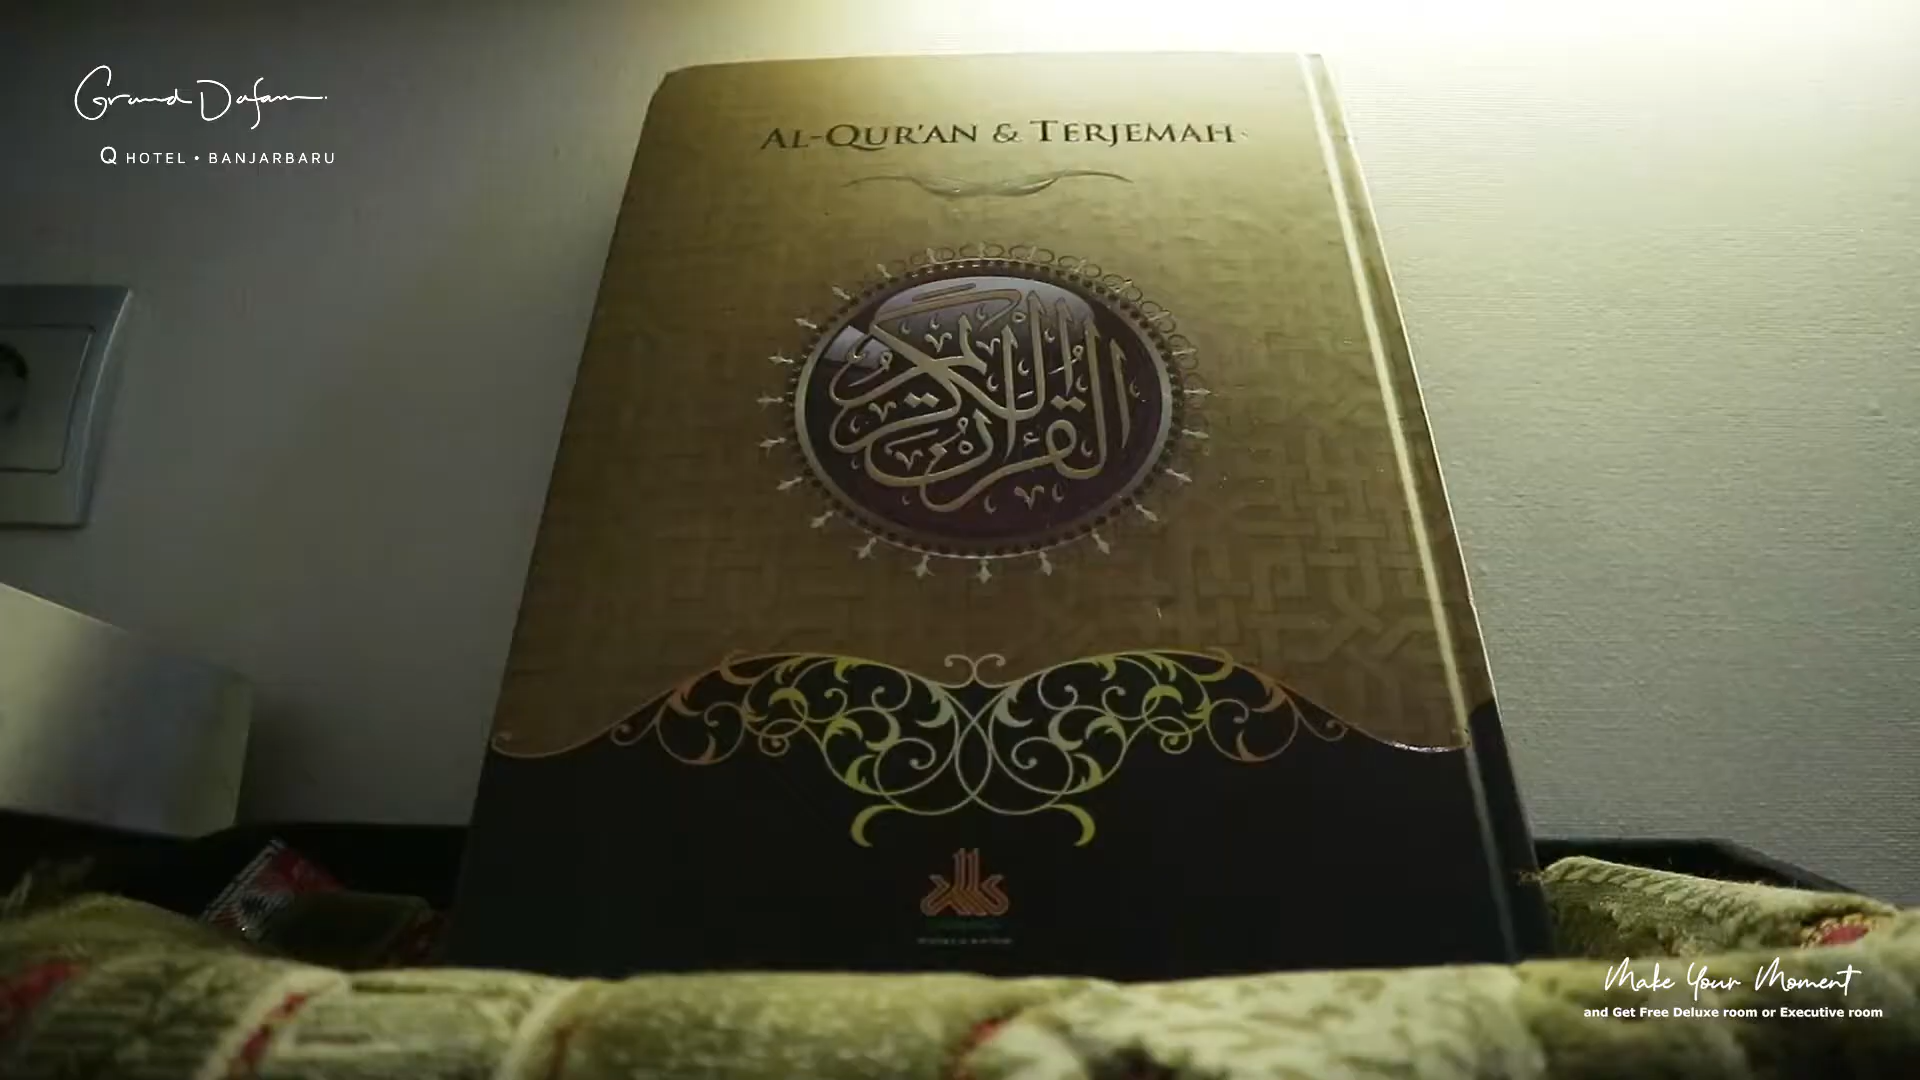 Grand Dafam
Q HOTEL • BANJARBARU
AL-QUR'AN & TERJEMAH
القرآن الكريم
Make Your Moment
and Get Free Deluxe room or Executive room